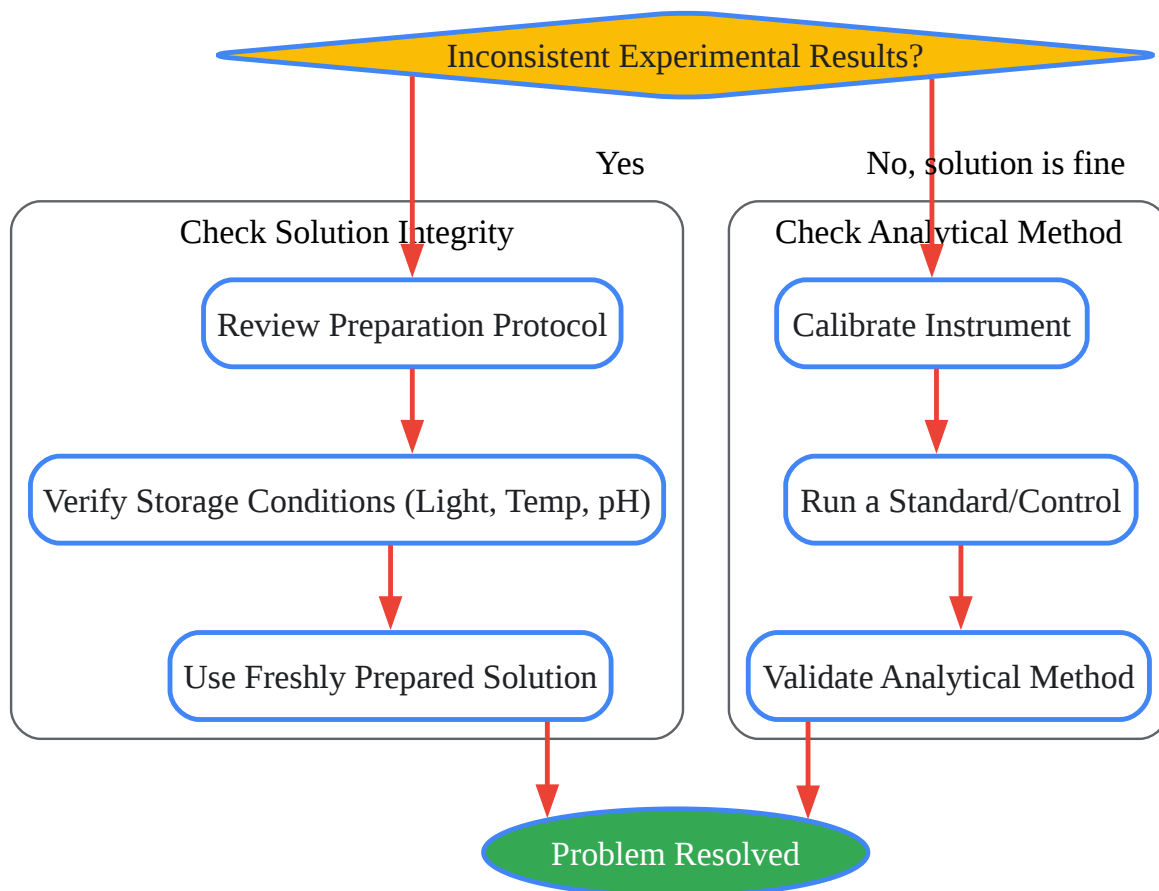 Inconsistent Experimental Results?
Yes
No, solution is fine
Check Solution Integrity
Check Analytical Method
Review Preparation Protocol
Calibrate Instrument
Verify Storage Conditions (Light, Temp, pH)
Run a Standard/Control
Use Freshly Prepared Solution
Validate Analytical Method
Problem Resolved